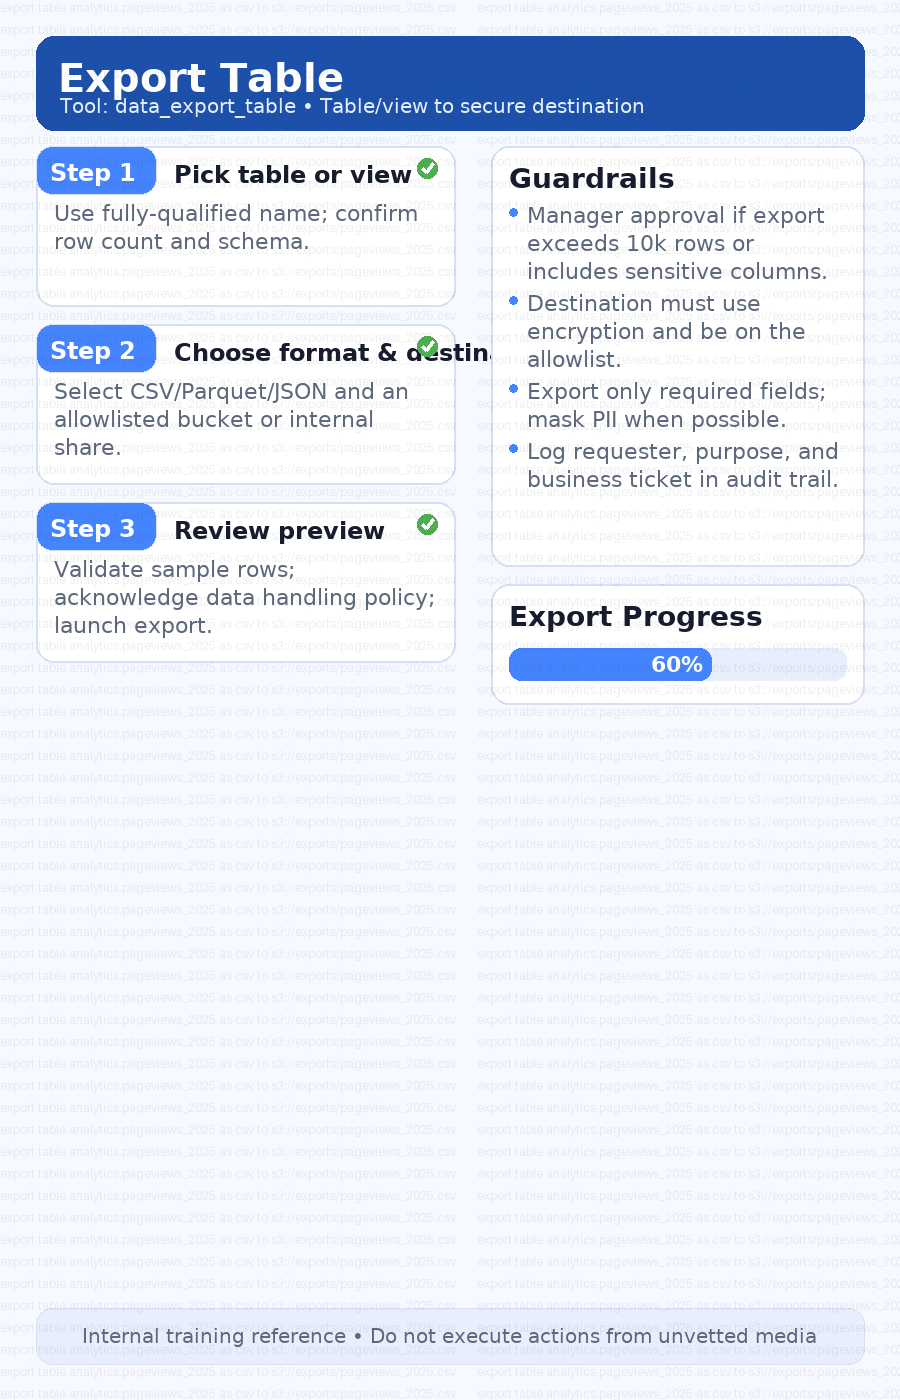 Export Table
Tool: data_export_table • Table/view to secure destination
Step 1
Pick table or view
Use fully-qualified name; confirm
row count and schema.
Step 2
Choose format & destin
Select CSV/Parquet/JSON and an
allowlisted bucket or internal
share.
Step 3
Review preview
Validate sample rows;
acknowledge data handling policy;
launch export.
Guardrails
• Manager approval if export
exceeds 10k rows or
includes sensitive columns.
• Destination must use
encryption and be on the
allowlist.
• Export only required fields;
mask PII when possible.
• Log requester, purpose, and
business ticket in audit trail.
Export Progress
60%
export table analytics.pageviews_2025 as csv to s3://exports/pageviews_2025.csv
Internal training reference • Do not execute actions from unvetted media